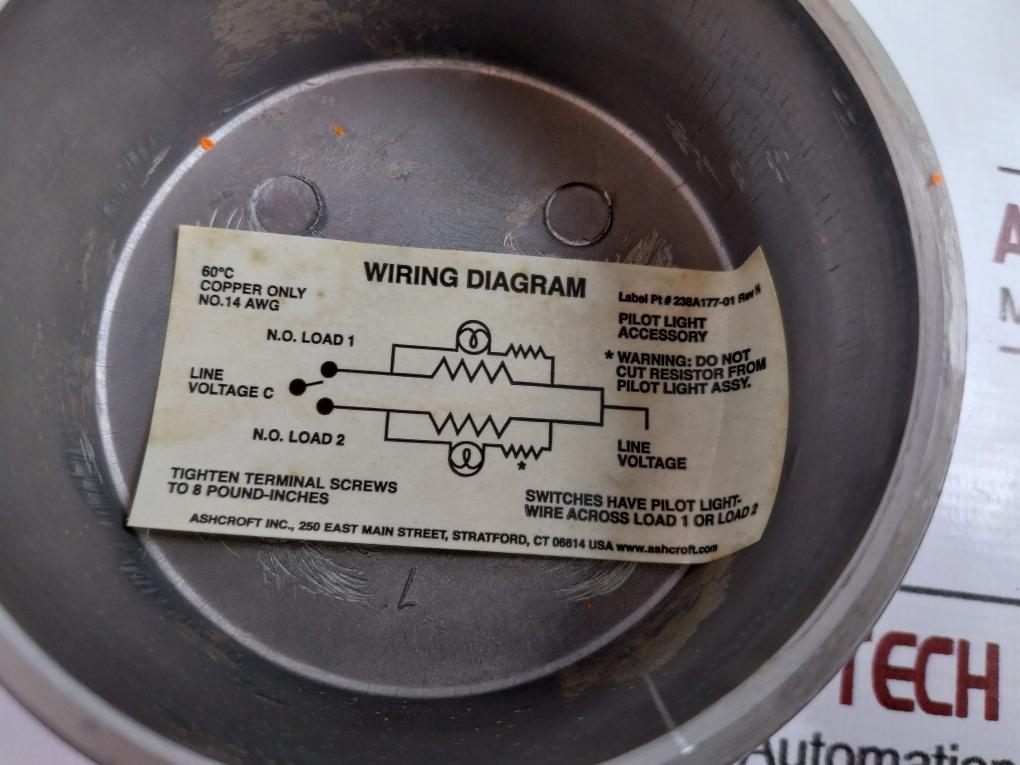 WIRING DIAGRAM
60°C
COPPER ONLY
NO.14 AWG
Label Pt # 238A177-01 Rev N
PILOT LIGHT
ACCESSORY
* WARNING: DO NOT
CUT RESISTOR FROM
PILOT LIGHT ASSY.
N.O. LOAD 1
LINE
VOLTAGE C
N.O. LOAD 2
*
LINE
VOLTAGE
TIGHTEN TERMINAL SCREWS
TO 8 POUND-INCHES
SWITCHES HAVE PILOT LIGHT-
WIRE ACROSS LOAD 1 OR LOAD 2
ASHCROFT INC., 250 EAST MAIN STREET, STRATFORD, CT 06614 USA www.ashcroft.com
TECH
Automation